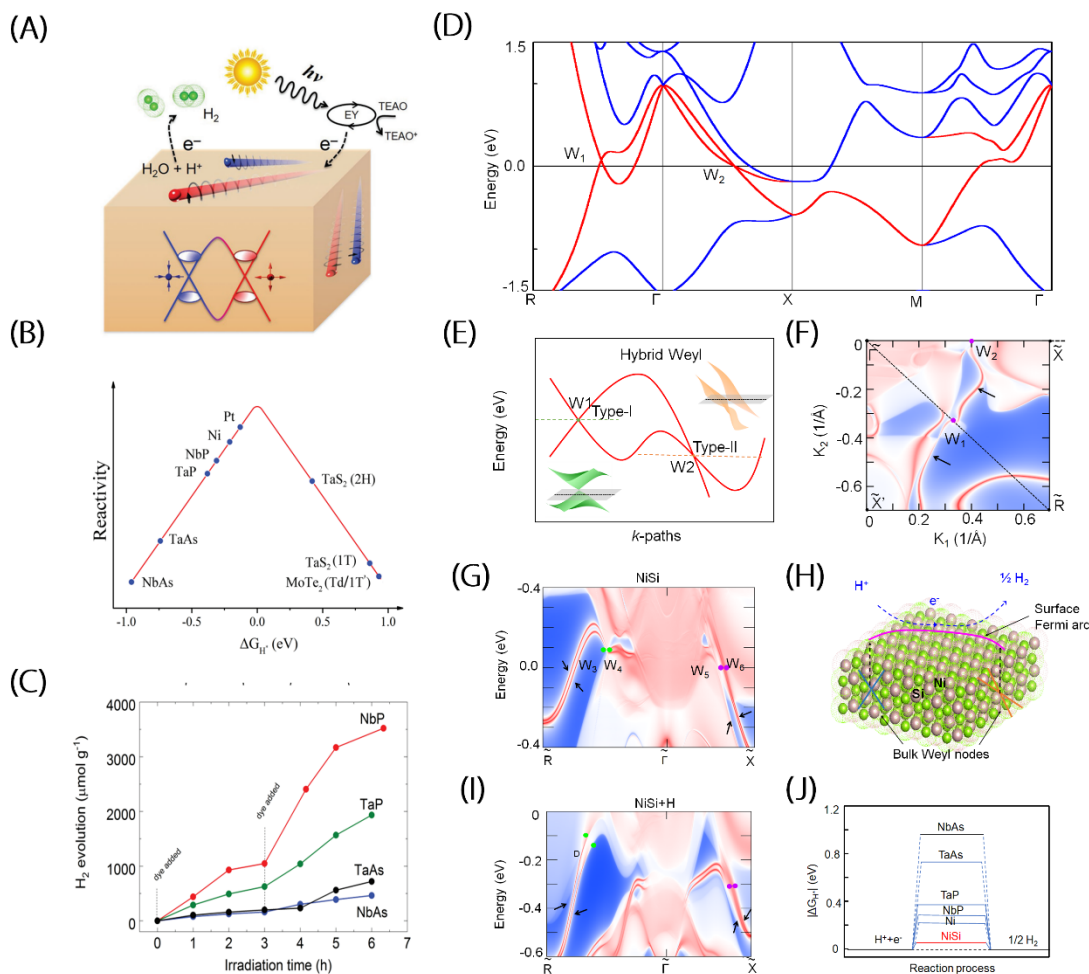 (A)
hν
H₂
e⁻
EY
TEAO
TEAO⁺
e⁻
H₂O + H⁺
(B)
Reactivity
Pt
Ni
NbP
TaP
TaAs
NbAs
TaS₂ (2H)
TaS₂ (1T)
MoTe₂ (Td/1T')
-1.0
-0.5
0.0
0.5
1.0
ΔG_H* (eV)
(C)
H₂ evolution (μmol g⁻¹)
4000
3000
2000
1000
0
dye added
dye added
NbP
TaP
TaAs
NbAs
0
1
2
3
4
5
6
7
Irradiation time (h)
(D)
Energy (eV)
1.5
0.0
-1.5
W₁
W₂
R
Γ
X
M
Γ
(E)
Energy (eV)
Hybrid Weyl
W1
Type-I
Type-II
W2
k-paths
(F)
K₂ (1/Å)
0
-0.2
-0.4
-0.6
Γ̃
W₂
X̃
W₁
X̃'
R̃
0
0.2
0.4
0.6
K₁ (1/Å)
(G)
NiSi
Energy (eV)
-0.4
0.0
-0.4
W₃
W₄
W₅
W₆
R̃
Γ̃
X̃
(H)
H⁺
e⁻
½ H₂
Surface
Fermi arc
Ni
Si
Bulk Weyl nodes
(I)
NiSi+H
Energy (eV)
0
-0.2
-0.4
-0.6
D
R̃
Γ̃
X̃
(J)
|ΔG_H*| (eV)
1.2
0.8
0.4
0
NbAs
TaAs
TaP
NbP
Ni
NiSi
H⁺+e⁻
1/2 H₂
Reaction process